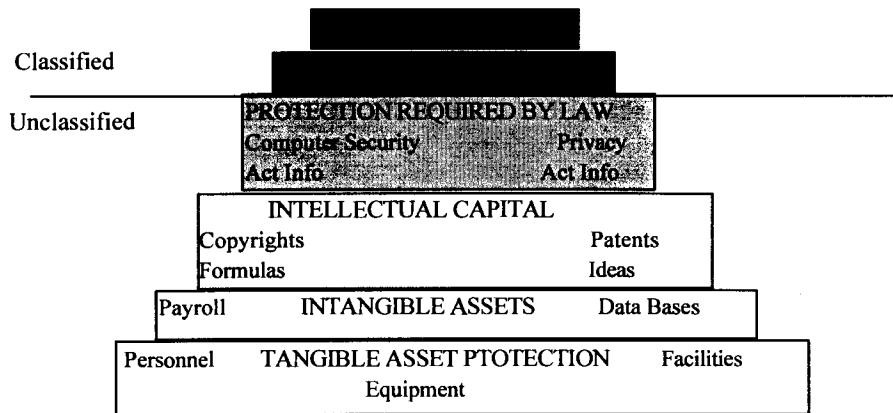 Classified
Unclassified
PROTECTION REQUIRED BY LAW
Computer Security Privacy
Act Info Act Info
INTELLECTUAL CAPITAL
Copyrights Patents
Formulas Ideas
Payroll INTANGIBLE ASSETS Data Bases
Personnel TANGIBLE ASSET PTOTECTION Facilities
Equipment